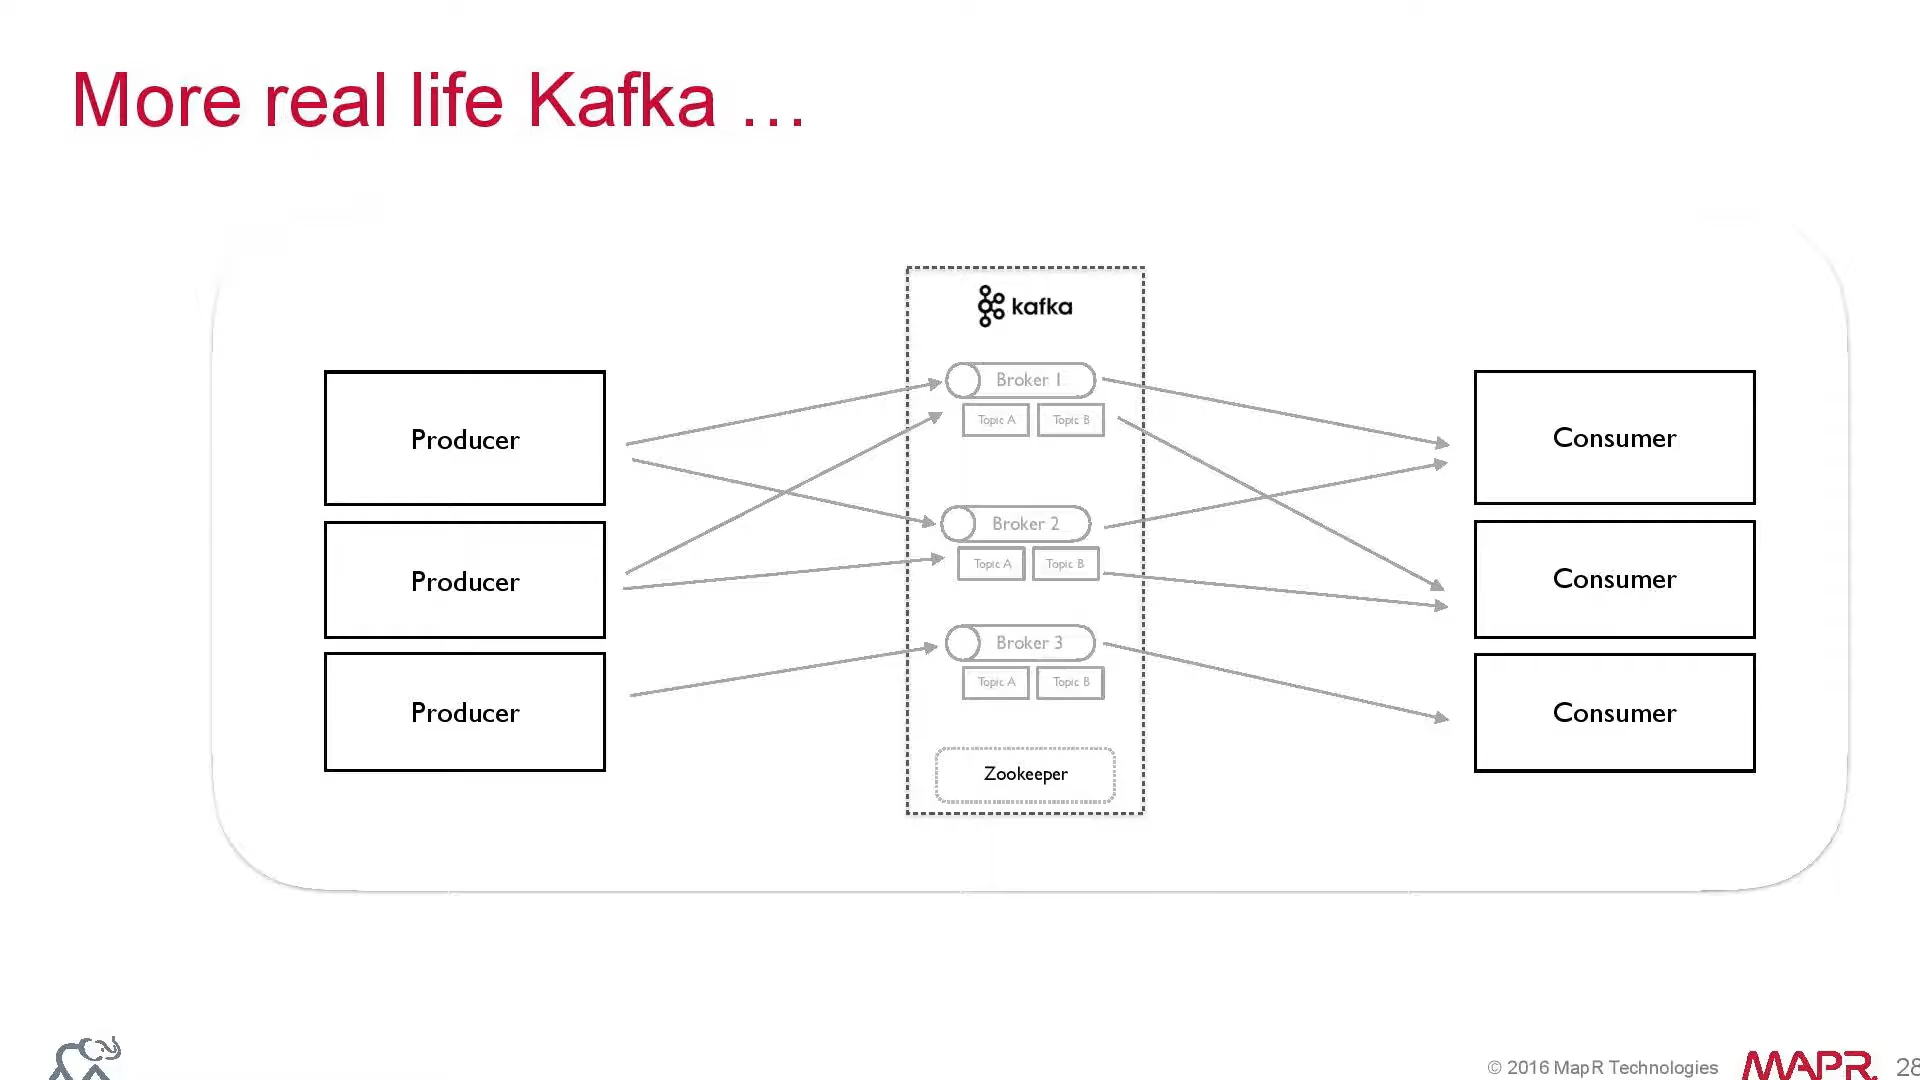 More real life Kafka ...
kafka
Broker 1
Topic A
Topic B
Producer
Consumer
Broker 2
Topic A
Topic B
Producer
Consumer
Broker 3
Topic A
Topic B
Producer
Consumer
Zookeeper
© 2016 MapR Technologies
MAPR.
28